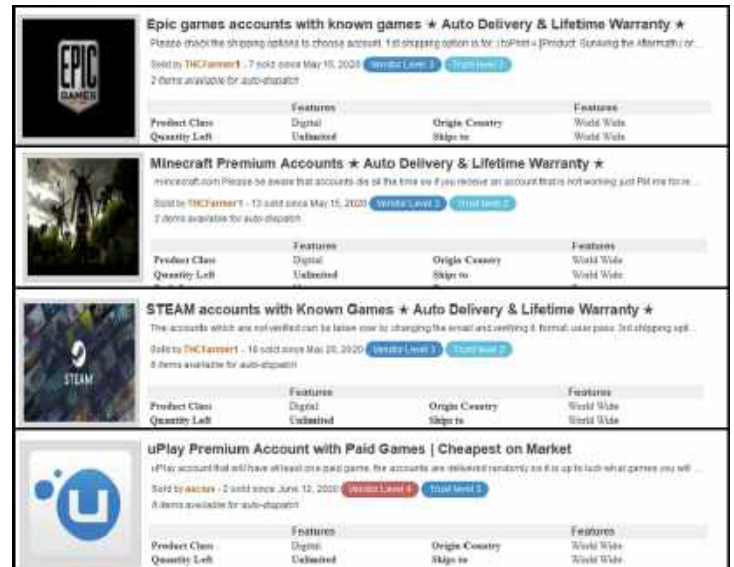 EPIC
GAMES
Epic games accounts with known games ★ Auto Delivery & Lifetime Warranty ★
Please check the shipping options to choose account. 1st shipping option is for: (toPrint = [Product: Surviving the Aftermath] or...
Sold by THCFarmer1 - 7 sold since May 15, 2020 Vendor Level 3 Trust level 2
2 items available for auto-dispatch
Features Features
Product Class Digital Origin Country World Wide
Quantity Left Unlimited Ships to World Wide
Minecraft Premium Accounts ★ Auto Delivery & Lifetime Warranty ★
minecraft.com Please be aware that accounts die all the time so if you receive an account that is not working just PM me for re...
Sold by THCFarmer1 - 13 sold since May 15, 2020 Vendor Level 3 Trust level 2
2 items available for auto-dispatch
Features Features
Product Class Digital Origin Country World Wide
Quantity Left Unlimited Ships to World Wide
STEAM
STEAM accounts with Known Games ★ Auto Delivery & Lifetime Warranty ★
The accounts which are not verified can be taken over by changing the email and verifying it. format: user:pass. 3rd shipping opti...
Sold by THCFarmer1 - 18 sold since May 20, 2020 Vendor Level 3 Trust level 2
8 items available for auto-dispatch
Features Features
Product Class Digital Origin Country World Wide
Quantity Left Unlimited Ships to World Wide
uPlay Premium Account with Paid Games | Cheapest on Market
uPlay account that will have at least one paid game, the accounts are delivered randomly so it is up to luck what games you will ...
Sold by - 2 sold since June 12, 2020 Vendor Level 4 Trust level 5
8 items available for auto-dispatch
Features Features
Product Class Digital Origin Country World Wide
Quantity Left Unlimited Ships to World Wide